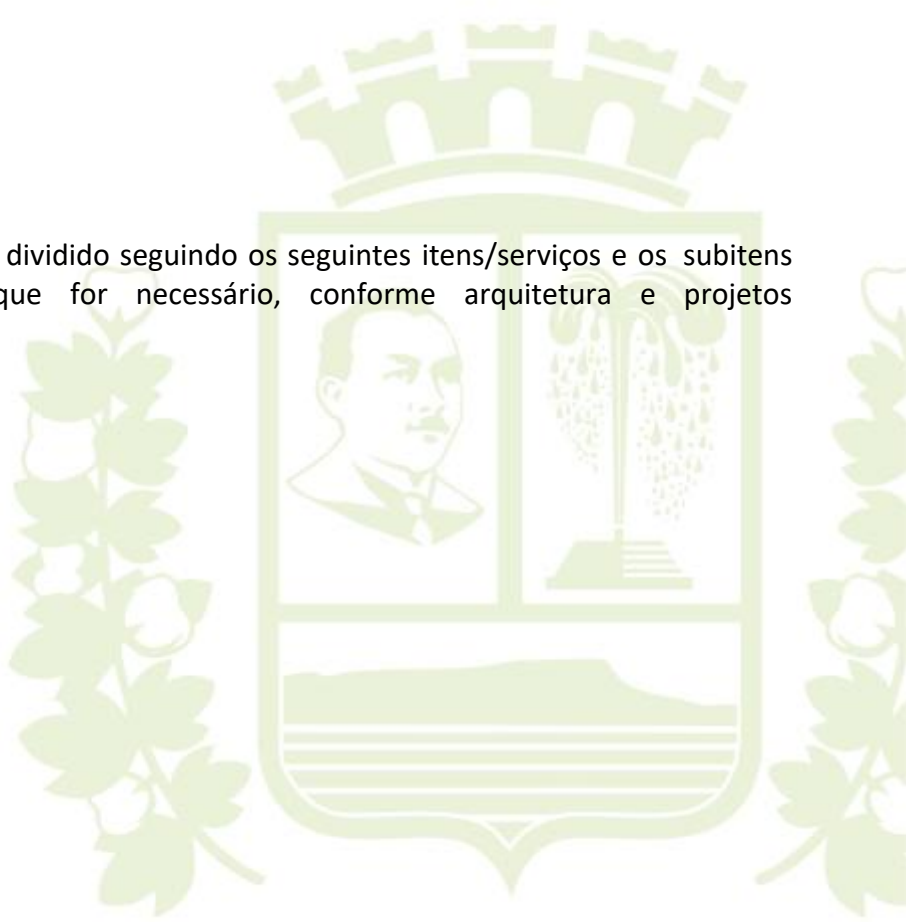 dividido seguindo os seguintes itens/serviços e os subitens
que for necessário, conforme arquitetura e projetos